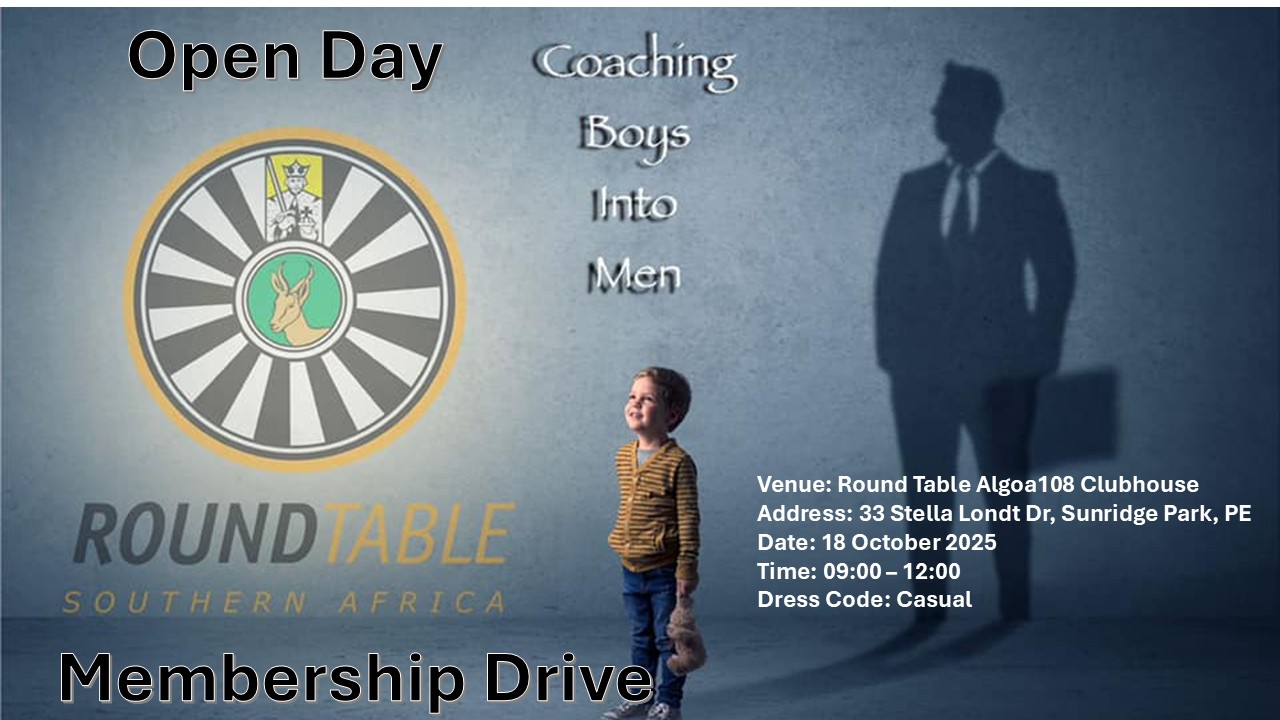 Open Day
Coaching
Boys
Into
Men
ROUNDTABLE
SOUTHERN AFRICA
Venue: Round Table Algoa108 Clubhouse
Address: 33 Stella Londt Dr, Sunridge Park, PE
Date: 18 October 2025
Time: 09:00 – 12:00
Dress Code: Casual
Membership Drive